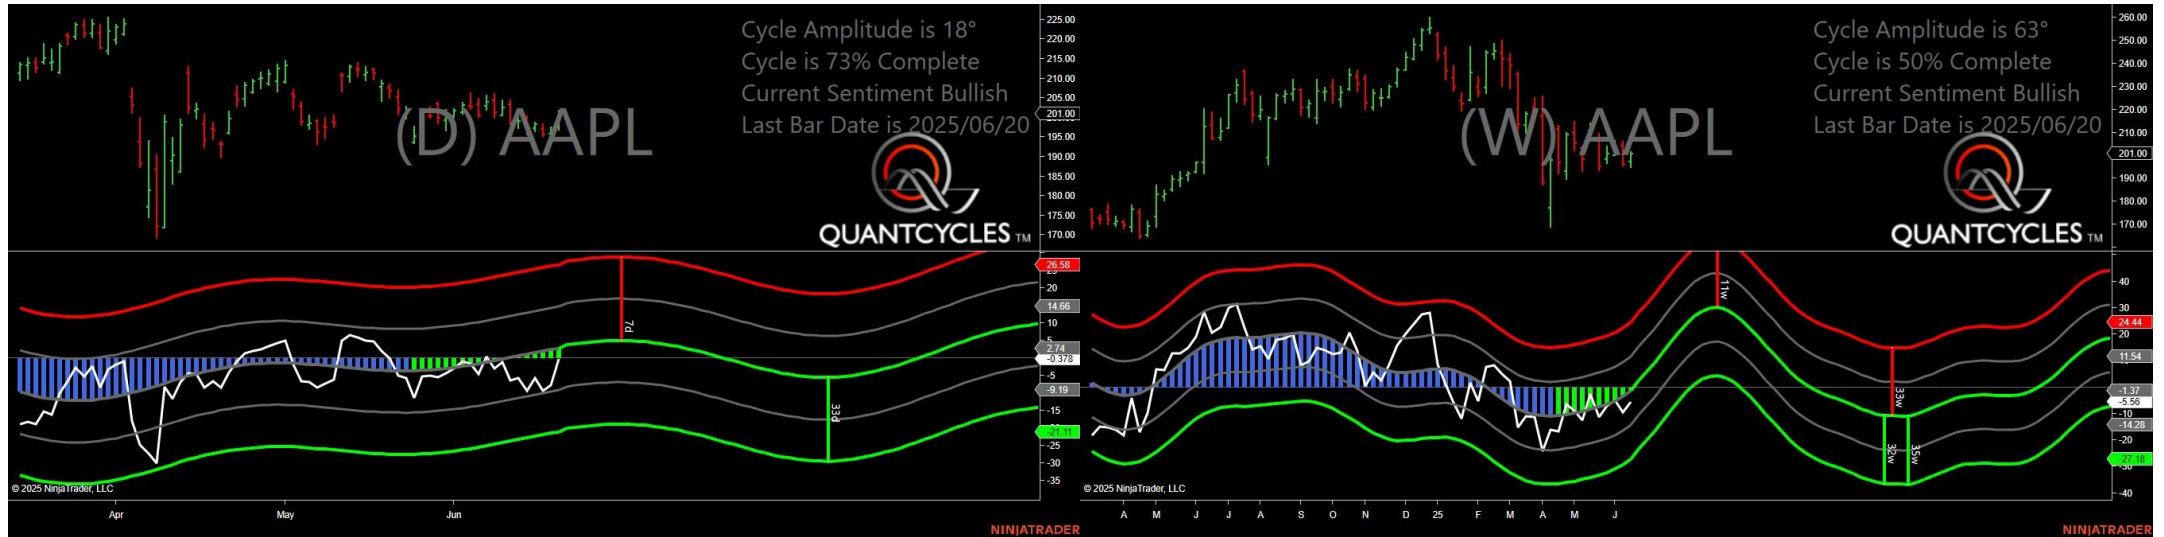 Cycle Amplitude is 18°
Cycle is 73% Complete
Current Sentiment Bullish
Last Bar Date is 2025/06/20
(D) AAPL
QUANTCYCLES TM
225.00
220.00
215.00
210.00
205.00
201.00
195.00
190.00
185.00
180.00
175.00
170.00
26.58
20
14.66
10
5
2.74
-0.378
-5
-9.19
-15
-21.11
-25
-30
-35
7d
33d
© 2025 NinjaTrader, LLC
Apr May Jun
NINJATRADER
Cycle Amplitude is 63°
Cycle is 50% Complete
Current Sentiment Bullish
Last Bar Date is 2025/06/20
(W) AAPL
QUANTCYCLES TM
260.00
250.00
240.00
230.00
220.00
210.00
201.00
190.00
180.00
170.00
40
30
24.44
20
11.54
-1.37
-5.56
-10
-14.28
-20
-27.18
-40
11w
33w
32w
35w
© 2025 NinjaTrader, LLC
A M J J A S O N D 25 F M A M J
NINJATRADER